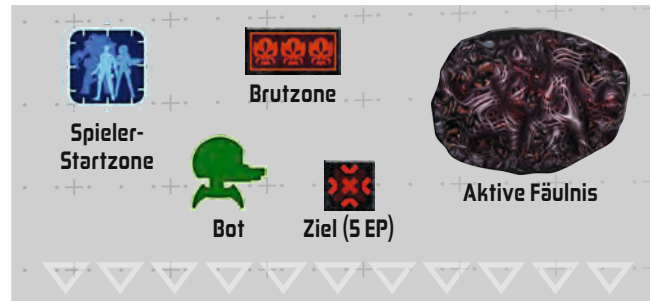 Spieler-
Startzone
Brutzone
Aktive Fäulnis
Bot
Ziel (5 EP)